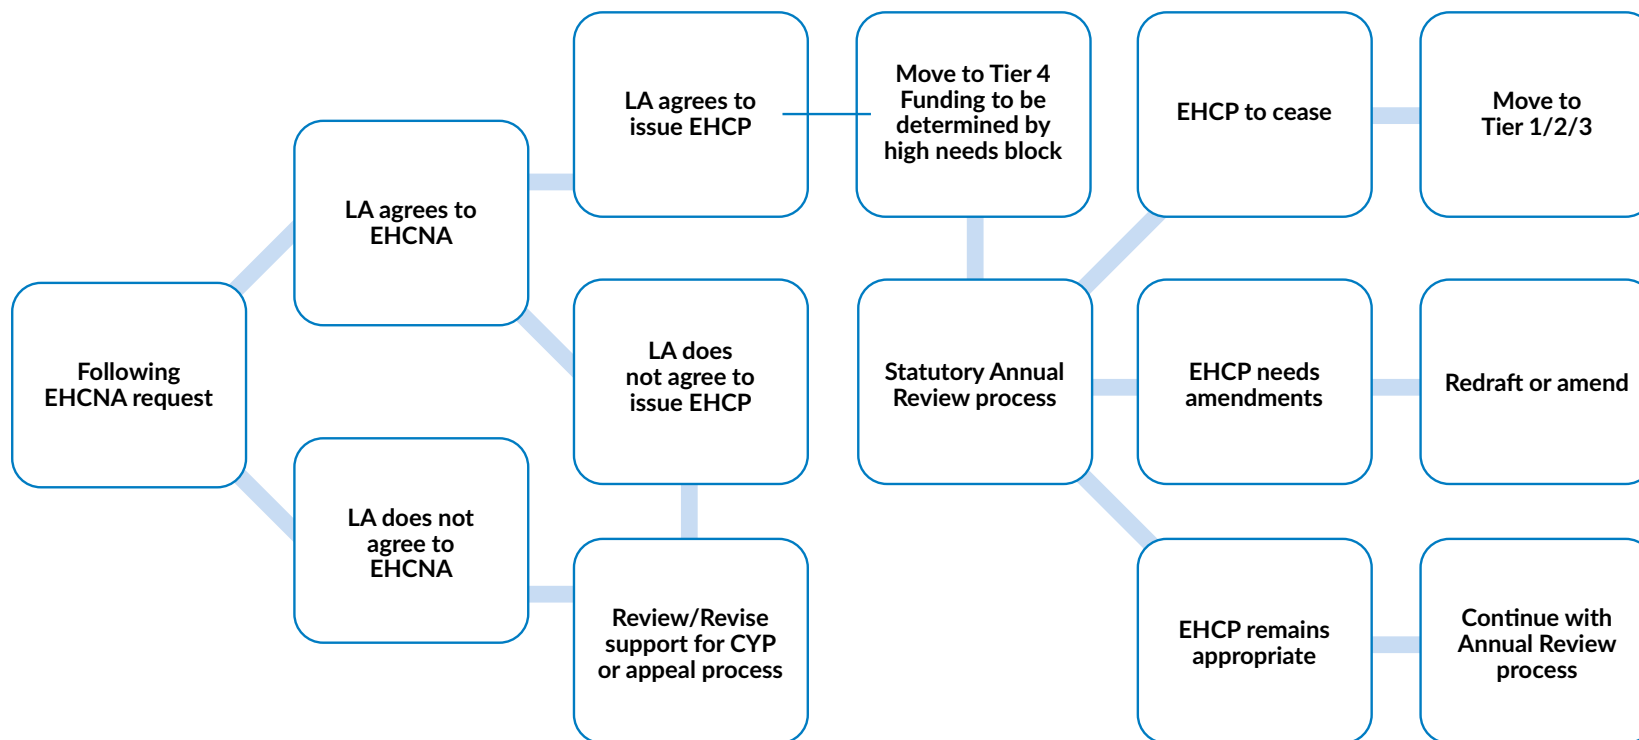 Following
EHCNA request
LA agrees to
EHCNA
LA does not
agree to
EHCNA
LA agrees to
issue EHCP
LA does
not agree to
issue EHCP
Review/Revise
support for CYP
or appeal process
Move to Tier 4
Funding to be
determined by
high needs block
Statutory Annual
Review process
EHCP to cease
Move to
Tier 1/2/3
EHCP needs
amendments
Redraft or amend
EHCP remains
appropriate
Continue with
Annual Review
process